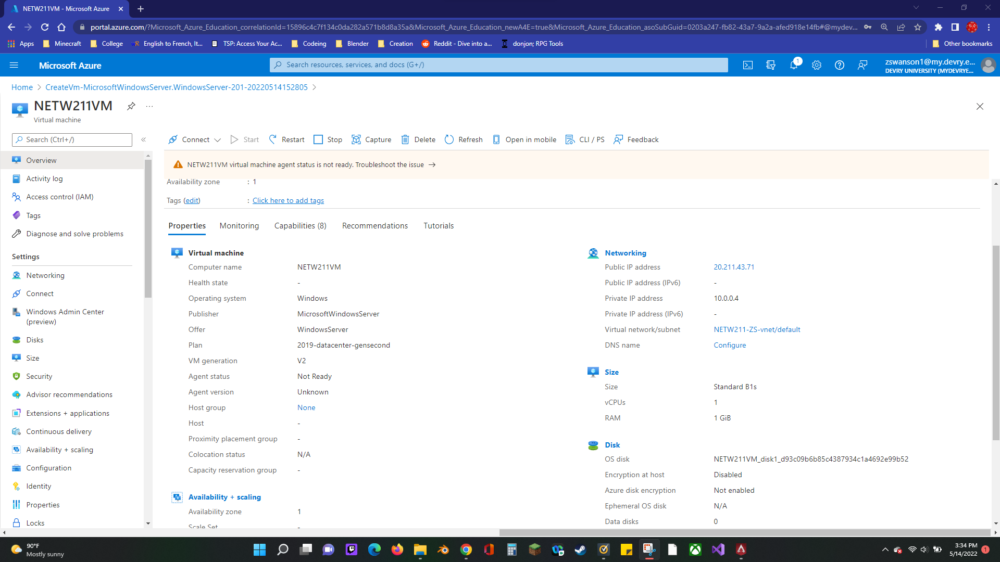 NETW211VM - Microsoft Azure
portal.azure.com/?Microsoft_Azure_Education_correlationId=15896c4c7f134c0da282a571b8d8a35a&Microsoft_Azure_Education_newA4E=true&Microsoft_Azure_Education_asoSubGuid=0203a247-fb82-43a7-9a2a-afed918e14fb#@mydev...
Apps
Minecraft
College
English to French, It...
TSP: Access Your Ac...
Codeing
Blender
Creation
Reddit - Dive into a...
donjon; RPG Tools
Other bookmarks
Microsoft Azure
Search resources, services, and docs (G+/)
1
zswanson1@my.devry.e...
DEVRY UNIVERSITY (MYDEVRYE...
Home > CreateVm-MicrosoftWindowsServer.WindowsServer-201-20220514152805 >
NETW211VM
Virtual machine
Search (Ctrl+/)
Connect
Start
Restart
Stop
Capture
Delete
Refresh
Open in mobile
CLI / PS
Feedback
NETW211VM virtual machine agent status is not ready. Troubleshoot the issue →
Overview
Activity log
Access control (IAM)
Tags
Diagnose and solve problems
Settings
Networking
Connect
Windows Admin Center
(preview)
Disks
Size
Security
Advisor recommendations
Extensions + applications
Continuous delivery
Availability + scaling
Configuration
Identity
Properties
Locks
Availability zone : 1
Tags (edit) : Click here to add tags
Properties
Monitoring
Capabilities (8)
Recommendations
Tutorials
Virtual machine
Computer name NETW211VM
Health state -
Operating system Windows
Publisher MicrosoftWindowsServer
Offer WindowsServer
Plan 2019-datacenter-gensecond
VM generation V2
Agent status Not Ready
Agent version Unknown
Host group None
Host -
Proximity placement group -
Colocation status N/A
Capacity reservation group -
Availability + scaling
Availability zone 1
Scale Set -
Networking
Public IP address 20.211.43.71
Public IP address (IPv6) -
Private IP address 10.0.0.4
Private IP address (IPv6) -
Virtual network/subnet NETW211-ZS-vnet/default
DNS name Configure
Size
Size Standard B1s
vCPUs 1
RAM 1 GiB
Disk
OS disk NETW211VM_disk1_d93c09b6b85c4387934c1a4692e99b52
Encryption at host Disabled
Azure disk encryption Not enabled
Ephemeral OS disk N/A
Data disks 0
90°F
Mostly sunny
3:34 PM
5/14/2022
1